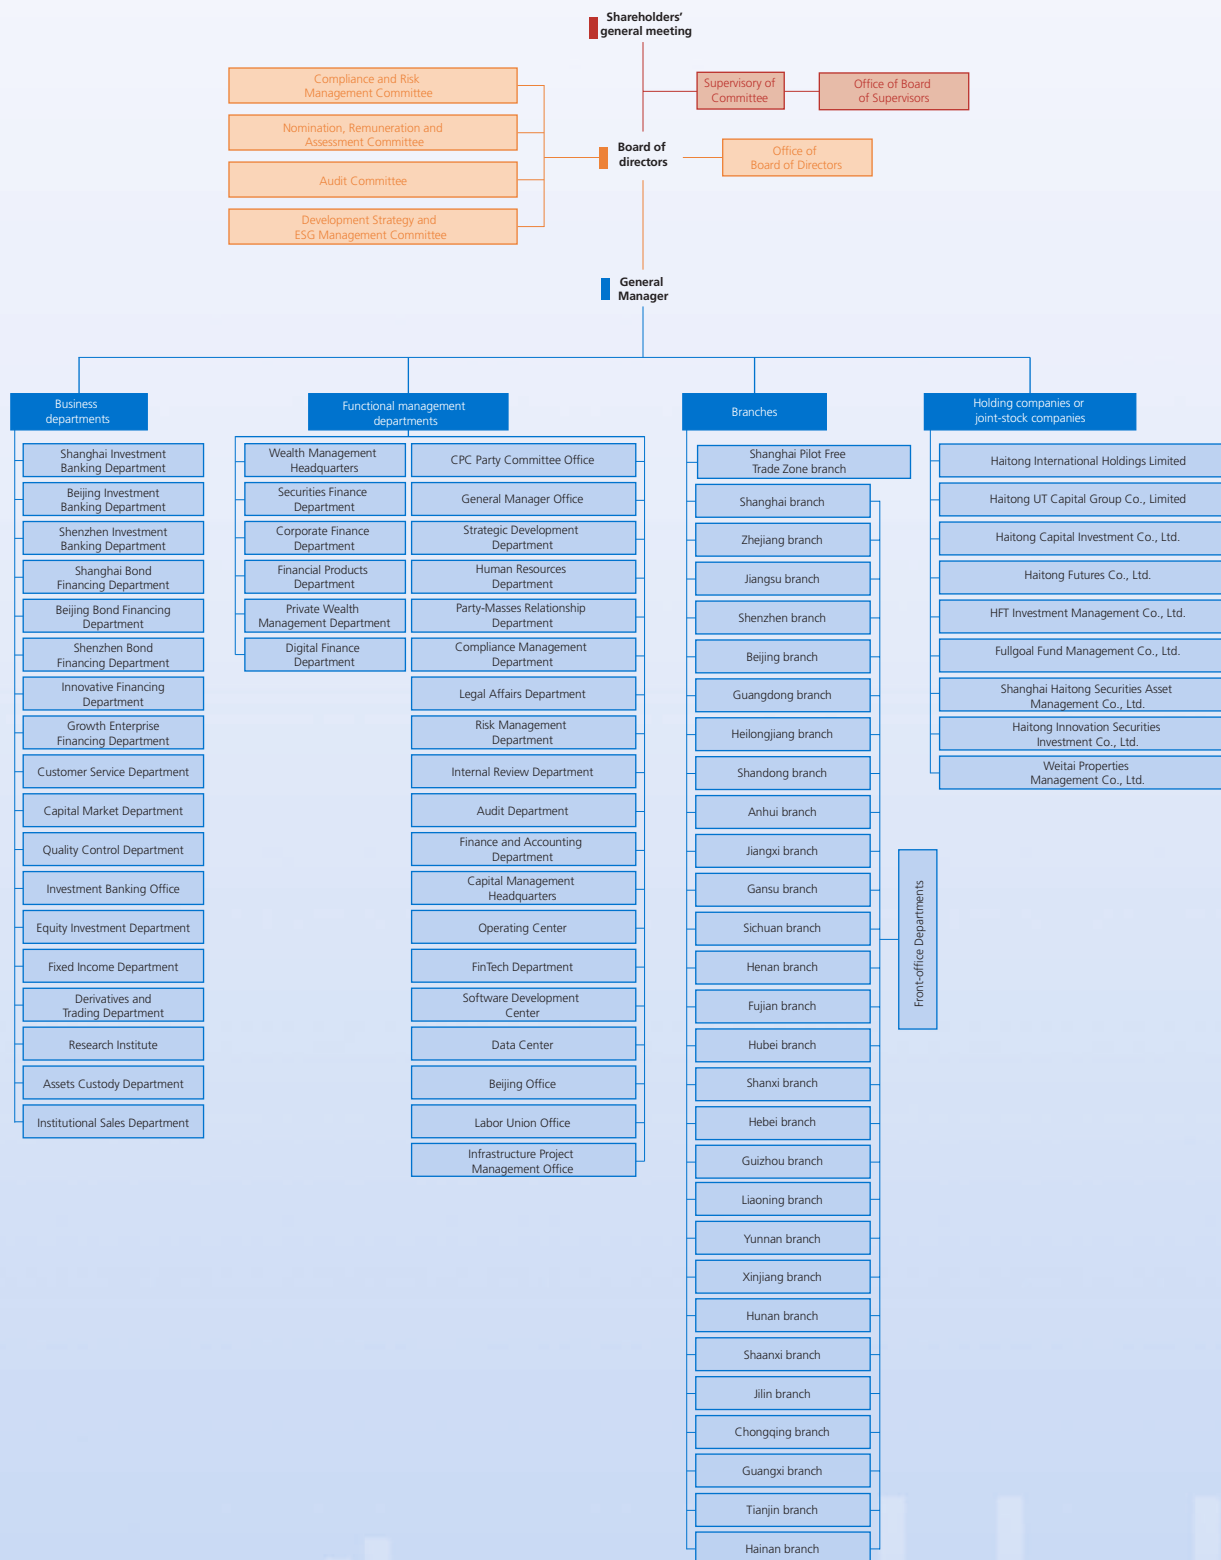 Shareholders'
general meeting
Compliance and Risk
Management Committee
Supervisory of
Committee
Office of Board
of Supervisors
Nomination, Remuneration and
Assessment Committee
Board of
directors
Office of
Board of Directors
Audit Committee
Development Strategy and
ESG Management Committee
General
Manager
Business
departments
Shanghai Investment
Banking Department
Beijing Investment
Banking Department
Shenzhen Investment
Banking Department
Shanghai Bond
Financing Department
Beijing Bond Financing
Department
Shenzhen Bond
Financing Department
Innovative Financing
Department
Growth Enterprise
Financing Department
Customer Service Department
Capital Market Department
Quality Control Department
Investment Banking Office
Equity Investment Department
Fixed Income Department
Derivatives and
Trading Department
Research Institute
Assets Custody Department
Institutional Sales Department
Functional management
departments
Wealth Management
Headquarters
Securities Finance
Department
Corporate Finance
Department
Financial Products
Department
Private Wealth
Management Department
Digital Finance
Department
CPC Party Committee Office
General Manager Office
Strategic Development
Department
Human Resources
Department
Party-Masses Relationship
Department
Compliance Management
Department
Legal Affairs Department
Risk Management
Department
Internal Review Department
Audit Department
Finance and Accounting
Department
Capital Management
Headquarters
Operating Center
FinTech Department
Software Development
Center
Data Center
Beijing Office
Labor Union Office
Infrastructure Project
Management Office
Branches
Shanghai Pilot Free
Trade Zone branch
Shanghai branch
Zhejiang branch
Jiangsu branch
Shenzhen branch
Beijing branch
Guangdong branch
Heilongjiang branch
Shandong branch
Anhui branch
Jiangxi branch
Gansu branch
Sichuan branch
Henan branch
Fujian branch
Hubei branch
Shanxi branch
Hebei branch
Guizhou branch
Liaoning branch
Yunnan branch
Xinjiang branch
Hunan branch
Shaanxi branch
Jilin branch
Chongqing branch
Guangxi branch
Tianjin branch
Hainan branch
Front-office Departments
Holding companies or
joint-stock companies
Haitong International Holdings Limited
Haitong UT Capital Group Co., Limited
Haitong Capital Investment Co., Ltd.
Haitong Futures Co., Ltd.
HFT Investment Management Co., Ltd.
Fullgoal Fund Management Co., Ltd.
Shanghai Haitong Securities Asset
Management Co., Ltd.
Haitong Innovation Securities
Investment Co., Ltd.
Weitai Properties
Management Co., Ltd.